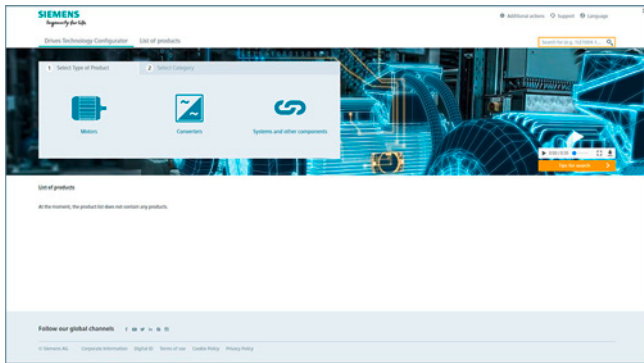 SIEMENS
Ingenuity for life
Additional actions Support Language
Drives Technology Configurator List of products
1 Select Type of Product 2 Select Category
Motors Converters Systems and other components
Tips for search
List of products
At the moment, the product list does not contain any products.
Follow our global channels
© Siemens AG Corporate Information Digital ID Terms of use Cookie Policy Privacy Policy